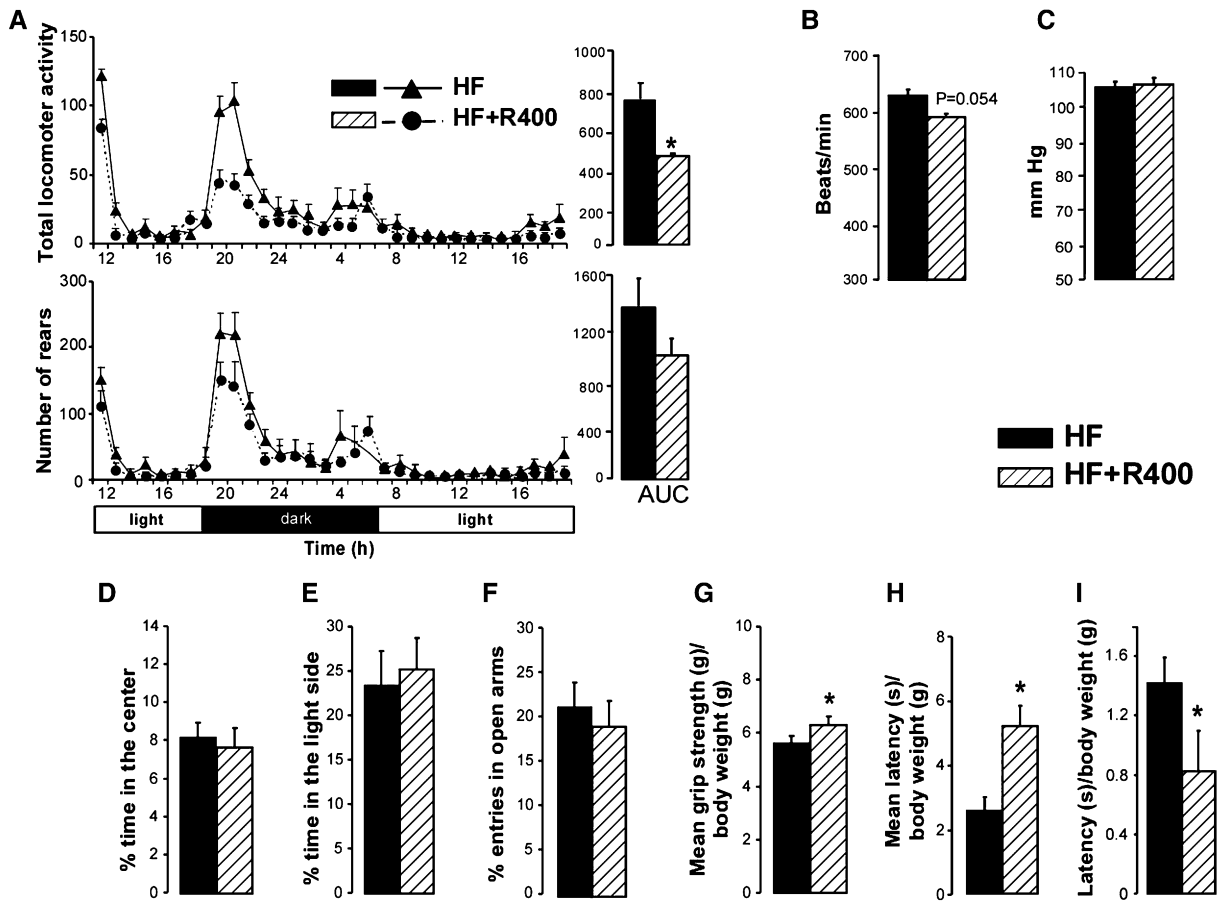 A
Total locomoter activity
150
100
50
0
12 16 20 24 4 8 12 16
HF
HF+R400
1000
800
600
400
200
0
*
B
Beats/min
700
600
500
400
300
P=0.054
C
mm Hg
110
100
90
80
70
60
50
Number of rears
300
200
100
0
12 16 20 24 4 8 12 16
light dark light
Time (h)
1600
1200
800
400
0
AUC
HF
HF+R400
D
% time in the center
14
12
10
8
6
4
2
0
E
% time in the light side
30
25
20
15
10
5
0
F
% entries in open arms
30
25
20
15
10
5
0
G
Mean grip strength (g)/
body weight (g)
10
8
6
4
2
0
*
H
Mean latency (s)/
body weight (g)
8
6
4
2
0
*
I
Latency (s)/body weight (g)
1.6
1.2
0.8
0.4
0
*